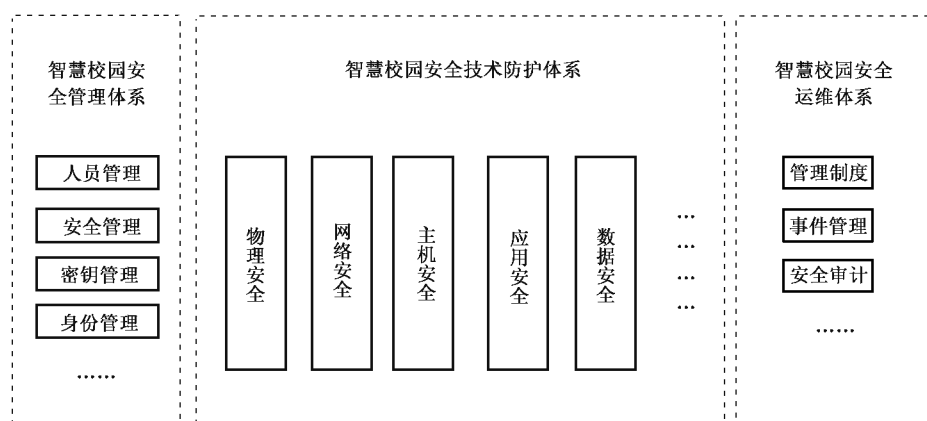 智慧校园安
全管理体系
人员管理
安全管理
密钥管理
身份管理
……
智慧校园安全技术防护体系
物理安全
网络安全
主机安全
应用安全
数据安全
…
…
…
…
智慧校园安全
运维体系
管理制度
事件管理
安全审计
……